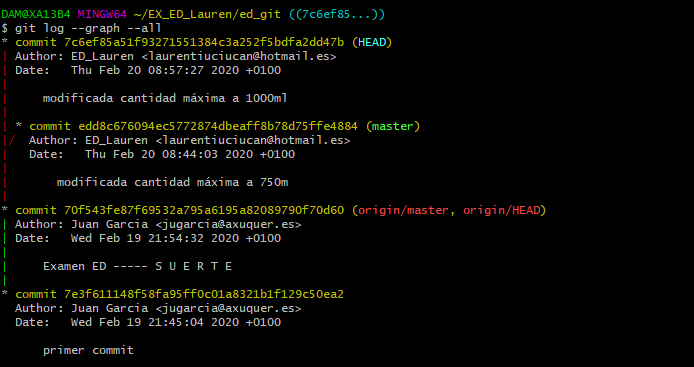 DAM@XA13B4 MINGW64 ~/EX_ED_Lauren/ed_git ((7c6ef85...))
$ git log --graph --all
* commit 7c6ef85a51f93271551384c3a252f5bdfa2dd47b (HEAD)
| Author: ED_Lauren <laurentiuciucan@hotmail.es>
| Date:   Thu Feb 20 08:57:27 2020 +0100
|
|     modificada cantidad máxima a 1000ml
|
| * commit edd8c676094ec5772874dbeaff8b78d75ffe4884 (master)
|/  Author: ED_Lauren <laurentiuciucan@hotmail.es>
|   Date:   Thu Feb 20 08:44:03 2020 +0100
|
|       modificada cantidad máxima a 750m
|
* commit 70f543fe87f69532a795a6195a82089790f70d60 (origin/master, origin/HEAD)
| Author: Juan Garcia <jugarcia@axuquer.es>
| Date:   Wed Feb 19 21:54:32 2020 +0100
|
|     Examen ED ----- S U E R T E
|
* commit 7e3f611148f58fa95ff0c01a8321b1f129c50ea2
  Author: Juan Garcia <jugarcia@axuquer.es>
  Date:   Wed Feb 19 21:45:04 2020 +0100

      primer commit